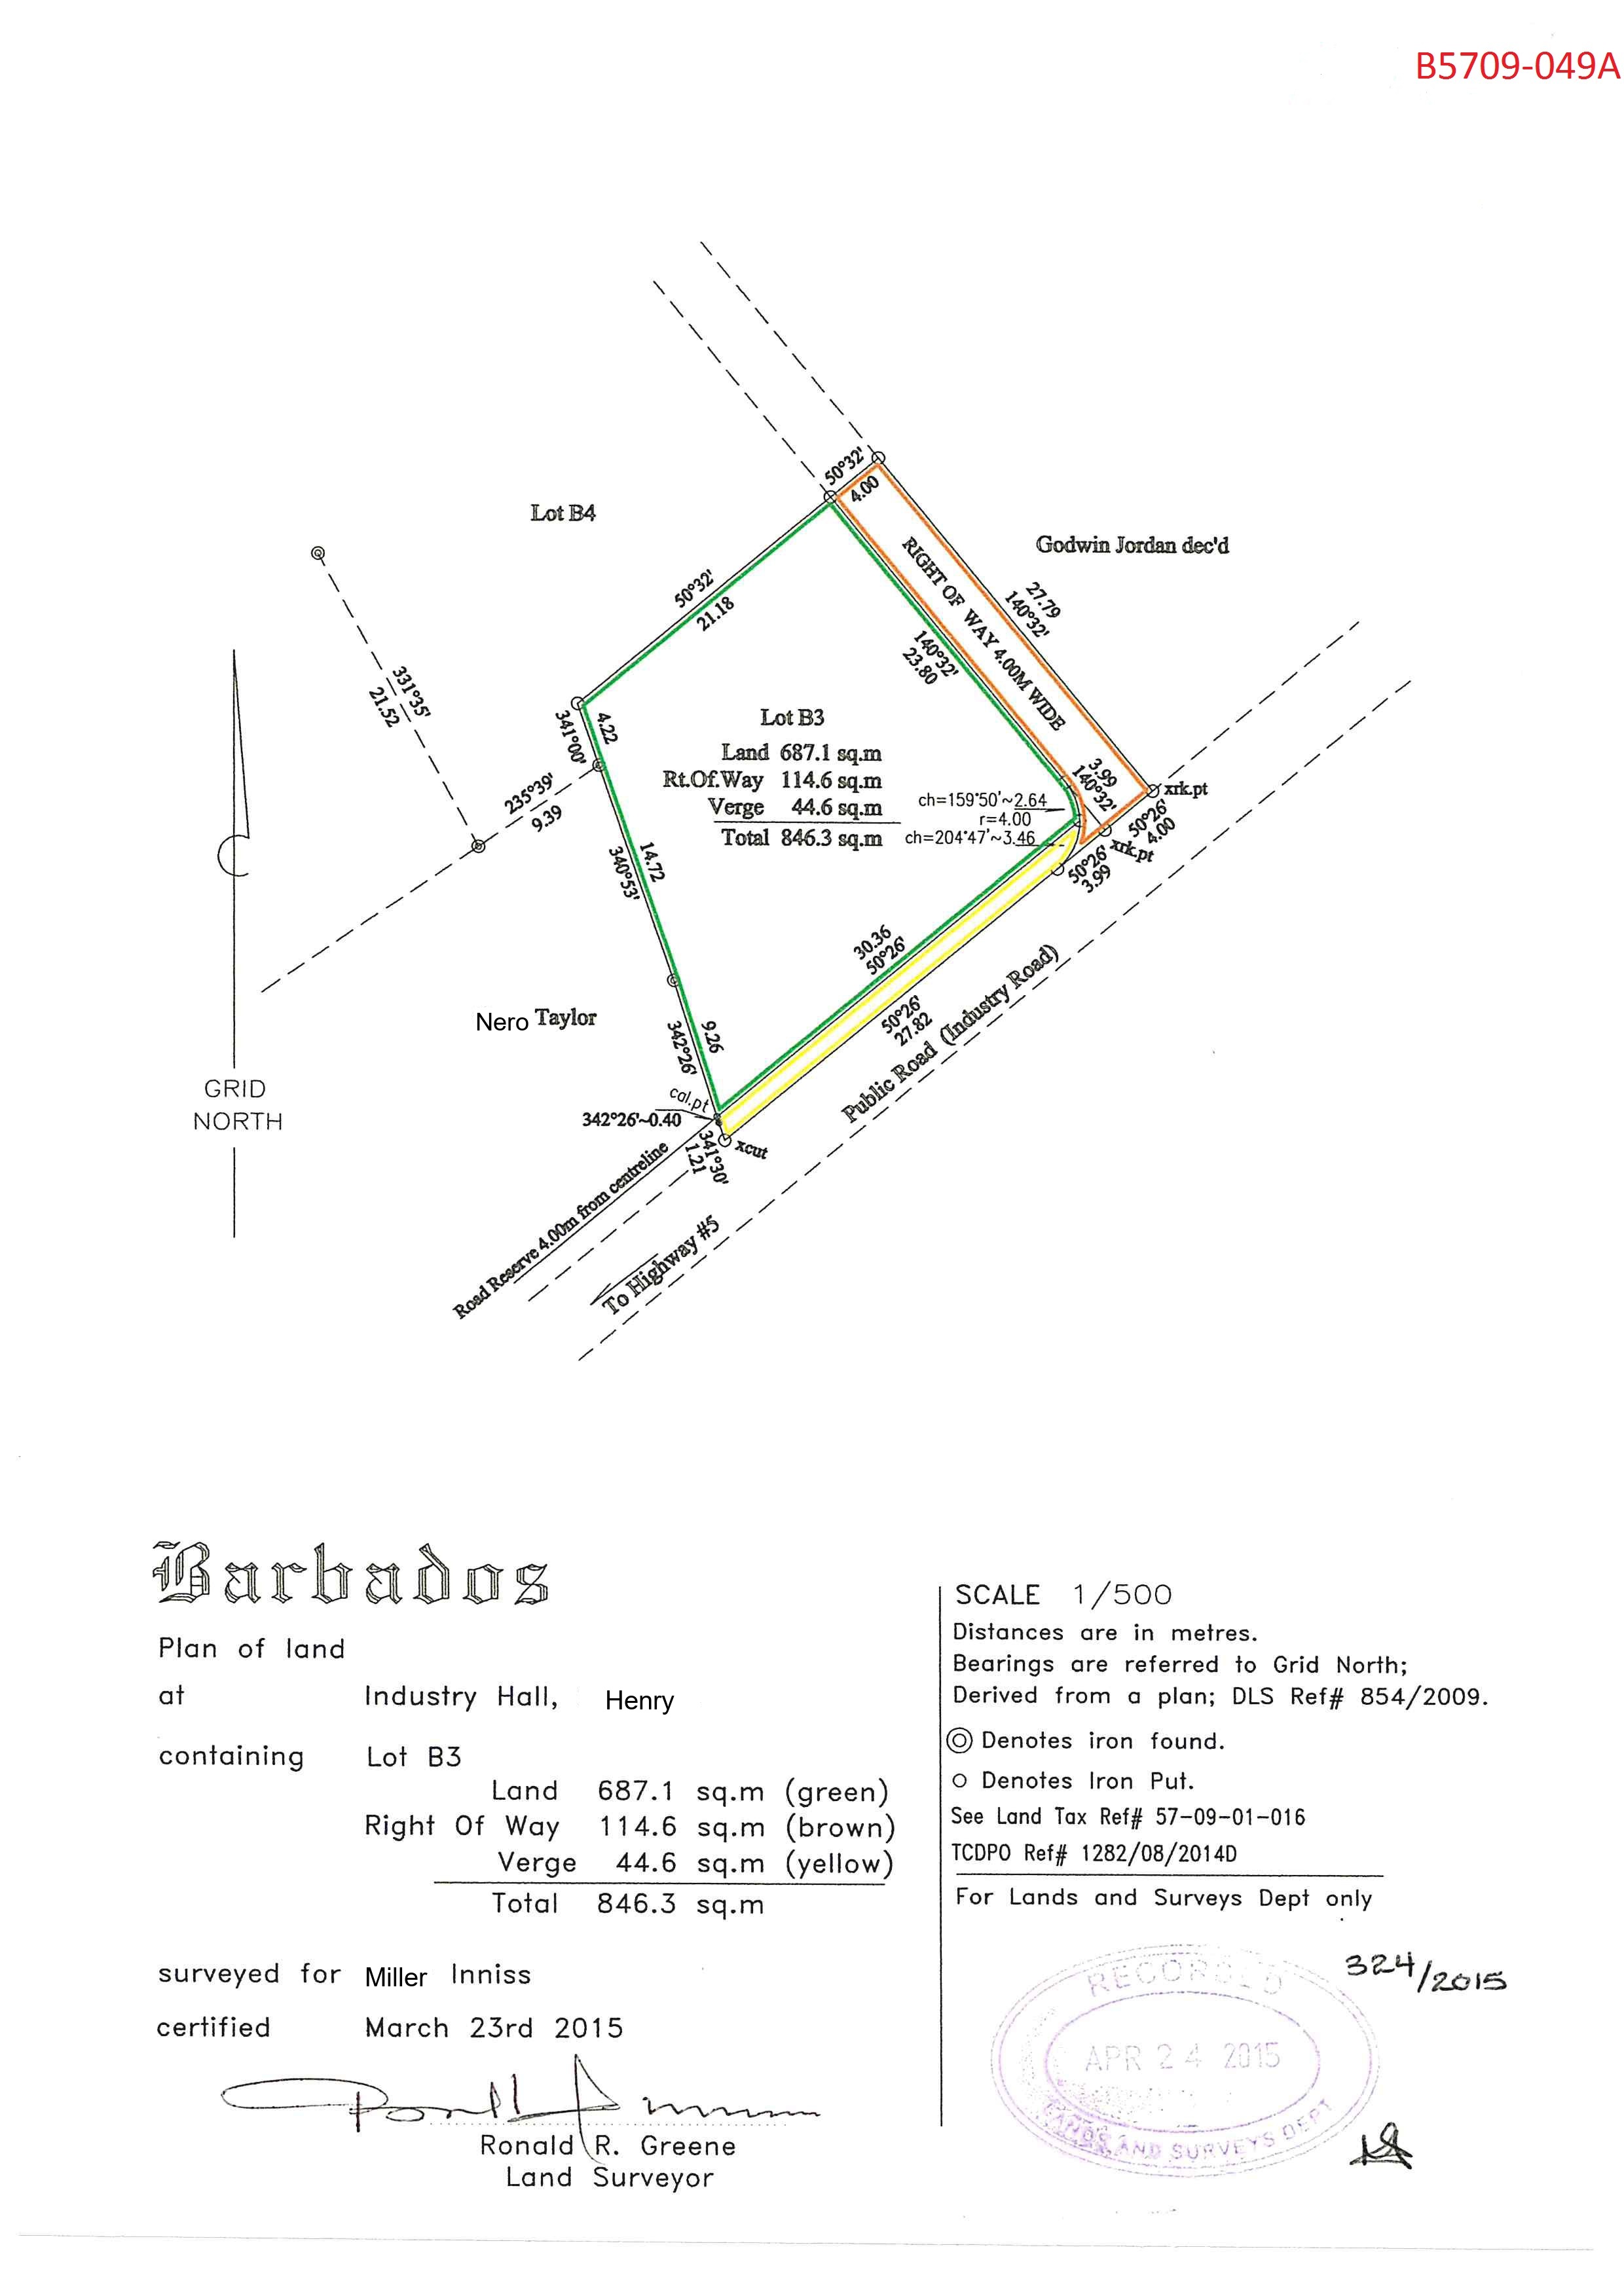 B5709-049A
50°32'
4.00
Lot B4
Godwin Jordan dec'd
50°32'
21.18
RIGHT OF WAY 4.00M WIDE
27.79
140°32'
331°35'
21.52
140°32'
23.80
341°00'
4.22
Lot B3
Land 687.1 sq.m
Rt.Of.Way 114.6 sq.m
Verge 44.6 sq.m
Total 846.3 sq.m
ch=159°50'~2.64
r=4.00
ch=204°47'~3.46
3.99
140°32'
xrk.pt
50°26'
4.00
xrk.pt
50°26'
3.99
235°39'
9.39
14.72
340°53'
30.36
50°26'
50°26'
27.82
Public Road (Industry Road)
Nero Taylor
9.26
342°26'
cal.pt
342°26'~0.40
341°30'
1.21
xcut
Road Reserve 4.00m from centreline
To Highway #5
GRID
NORTH
Barbados
Plan of land
at Industry Hall, Henry
containing Lot B3
Land 687.1 sq.m (green)
Right Of Way 114.6 sq.m (brown)
Verge 44.6 sq.m (yellow)
Total 846.3 sq.m
surveyed for Miller Inniss
certified March 23rd 2015
Ronald R. Greene
Land Surveyor
SCALE 1/500
Distances are in metres.
Bearings are referred to Grid North;
Derived from a plan; DLS Ref# 854/2009.
Denotes iron found.
Denotes Iron Put.
See Land Tax Ref# 57-09-01-016
TCDPO Ref# 1282/08/2014D
For Lands and Surveys Dept only
324/2015
RECORDED
APR 24 2015
LANDS AND SURVEYS DEPT